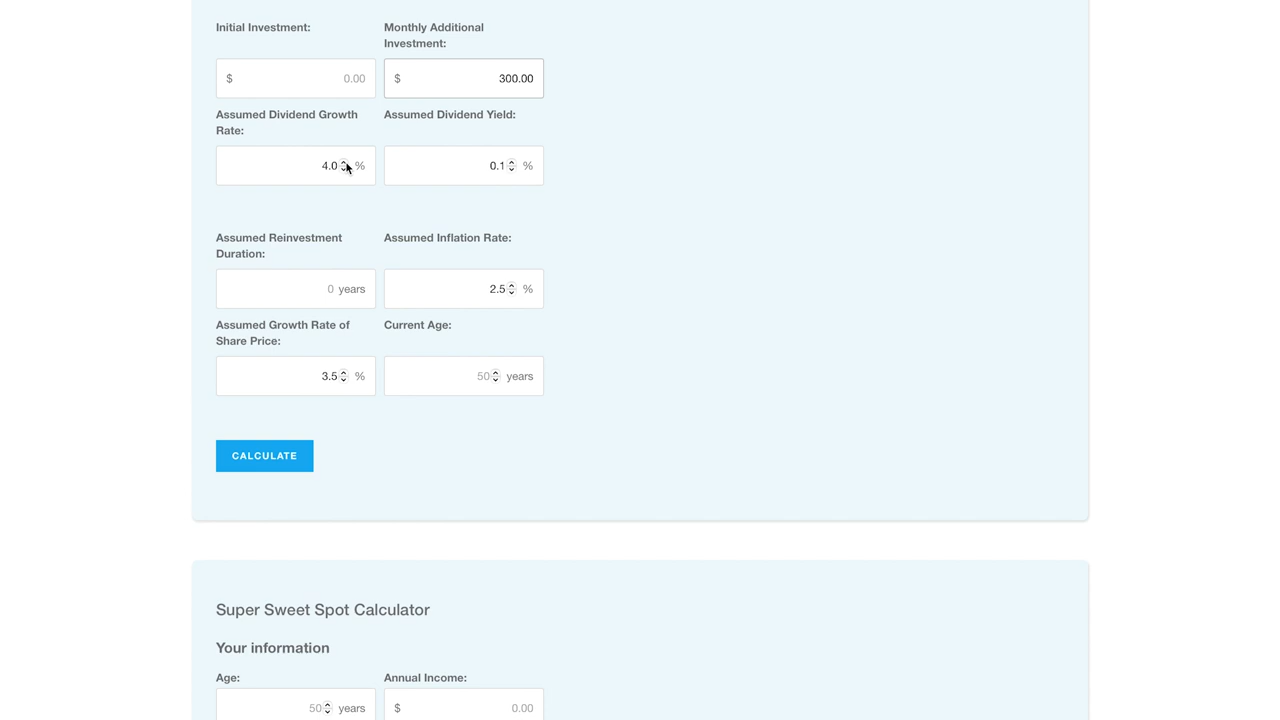 Initial Investment:
Monthly Additional
Investment:
$ 0.00
$ 300.00
Assumed Dividend Growth
Rate:
Assumed Dividend Yield:
4.0 %
0.1 %
Assumed Reinvestment
Duration:
Assumed Inflation Rate:
0 years
2.5 %
Assumed Growth Rate of
Share Price:
Current Age:
3.5 %
50 years
CALCULATE
Super Sweet Spot Calculator
Your information
Age:
Annual Income:
50 years
$ 0.00